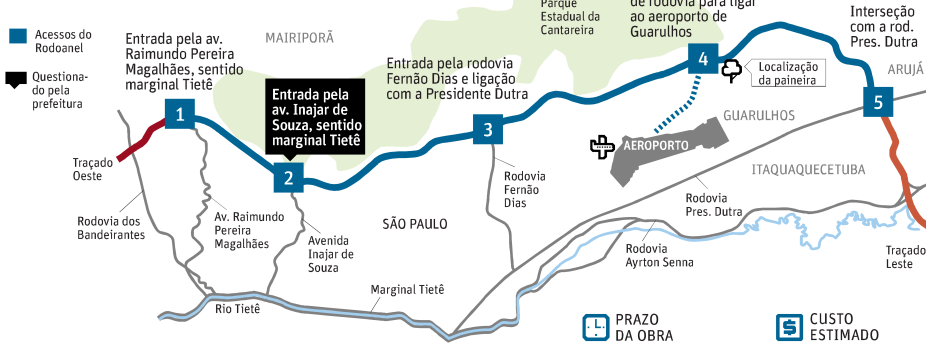 Acessos do
Rodoanel
Questiona-
do pela
prefeitura
Entrada pela av.
Raimundo Pereira
Magalhães, sentido
marginal Tietê
MAIRIPORÃ
Entrada pela
av. Inajar de
Souza, sentido
marginal Tietê
Entrada pela rodovia
Fernão Dias e ligação
com a Presidente Dutra
Parque
Estadual da
Cantareira
de rodovia para ligar
ao aeroporto de
Guarulhos
Localização
da paineira
Interseção
com a rod.
Pres. Dutra
ARUJÁ
1
2
3
4
5
Traçado
Oeste
Rodovia dos
Bandeirantes
Av. Raimundo
Pereira
Magalhães
Avenida
Inajar de
Souza
SÃO PAULO
Rodovia
Fernão
Dias
AEROPORTO
GUARULHOS
ITAQUAQUECETUBA
Rodovia
Pres. Dutra
Rodovia
Ayrton Senna
Traçado
Leste
Rio Tietê
Marginal Tietê
PRAZO
DA OBRA
$
CUSTO
ESTIMADO